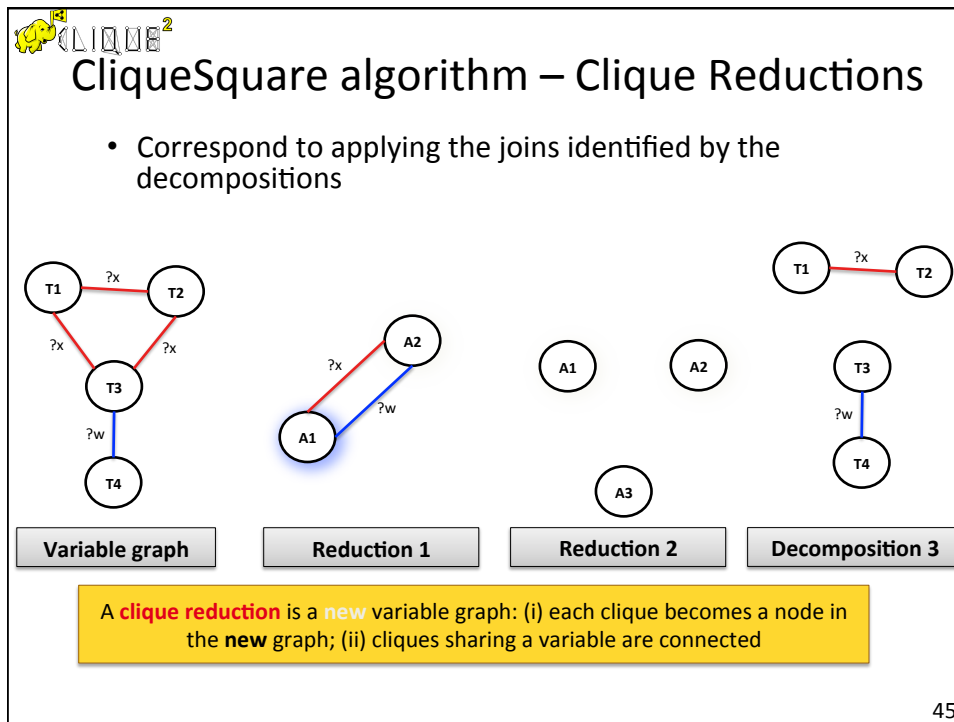 CLIQUE²
CliqueSquare algorithm – Clique Reductions
• Correspond to applying the joins identified by the
decompositions
T1 ?x T2
?x ?x
T3
?w
T4
Variable graph
A2
?x
?w
A1
Reduction 1
A1 A2
A3
Reduction 2
T1 ?x T2
T3
?w
T4
Decomposition 3
A clique reduction is a new variable graph: (i) each clique becomes a node in
the new graph; (ii) cliques sharing a variable are connected
45